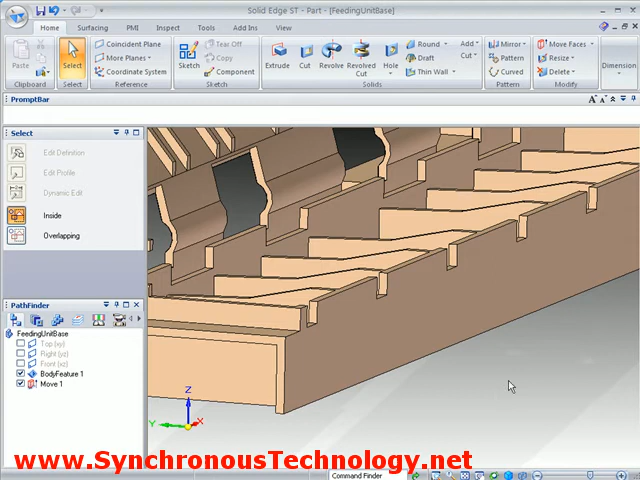 Solid Edge ST - Part - [FeedingUnitBase]
Home Surfacing PMI Inspect Tools Add Ins View
Paste
Clipboard
Select
Select
Coincident Plane
More Planes
Coordinate System
Reference
Sketch
Tear Off
Copy
Component
Sketch
Extrude
Cut
Revolve
Revolved Cut
Hole
Round
Draft
Thin Wall
Add
Cut
Solids
Mirror
Pattern
Curved
Pattern
Move Faces
Resize
Delete
Modify
Dimension
PromptBar
Select
Edit Definition
Edit Profile
Dynamic Edit
Inside
Overlapping
PathFinder
FeedingUnitBase
Top (xy)
Right (yz)
Front (xz)
BodyFeature 1
Move 1
Z
Y
X
www.SynchronousTechnology.net
Command Finder